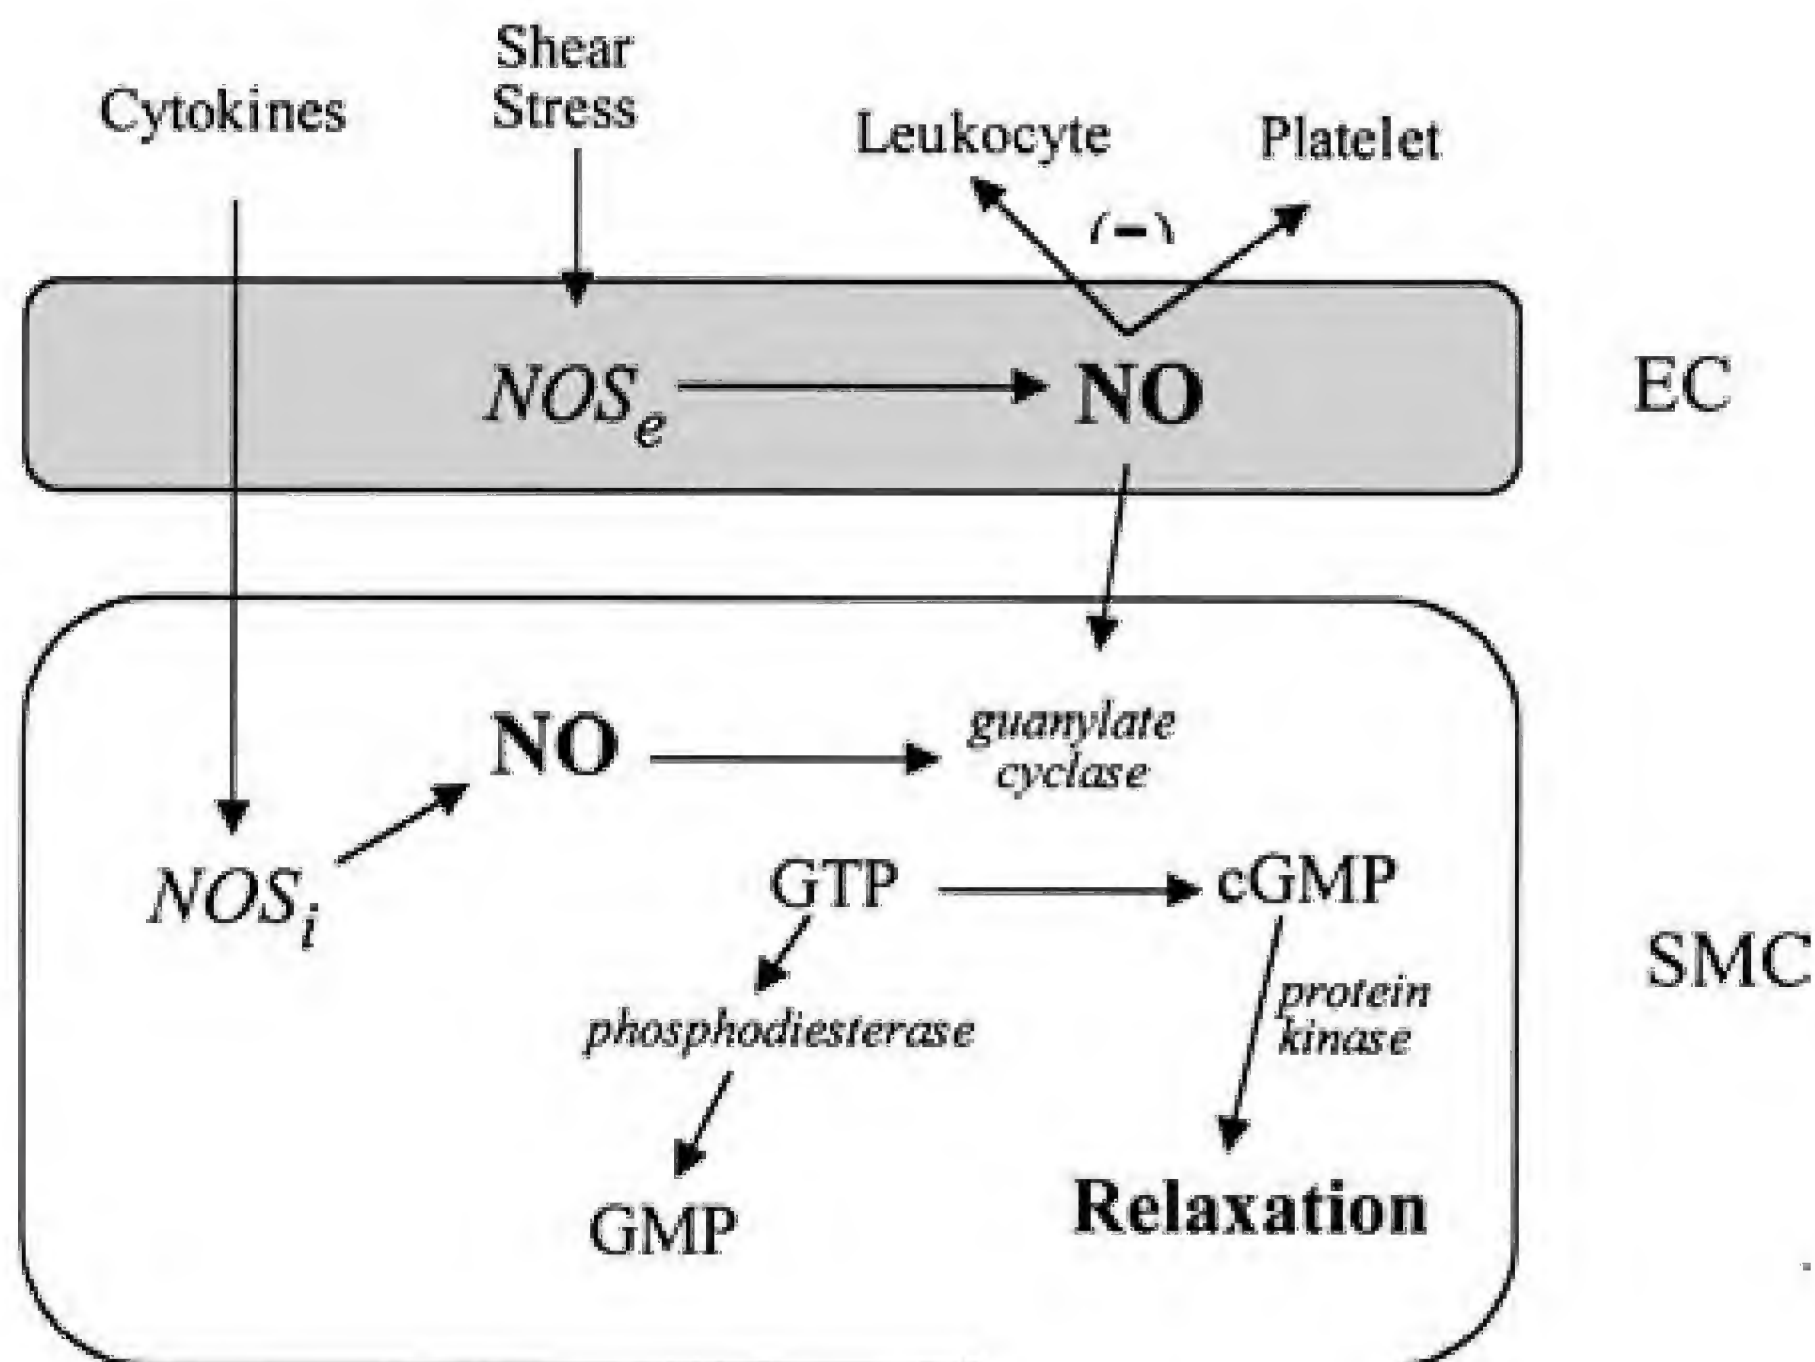 Shear
Stress
Cytokines
Leukocyte
Platelet
(-)
NOSe
NO
EC
NO
guanylate
cyclase
NOSi
GTP
cGMP
SMC
phosphodiesterase
protein
kinase
GMP
Relaxation